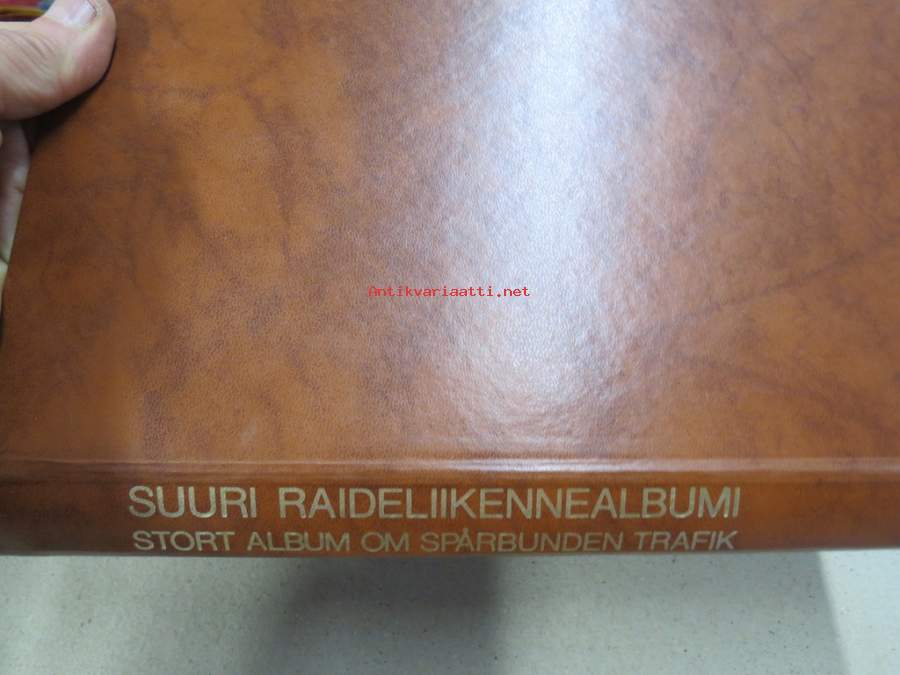 Antikvariaatti.net
SUURI RAIDELIIKENNEALBUMI
STORT ALBUM OM SPÅRBUNDEN TRAFIK